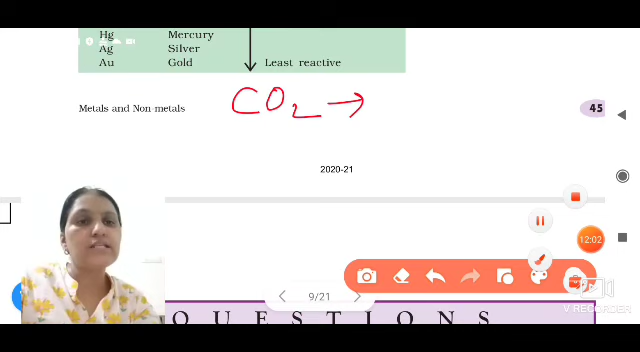 Hg Mercury
Ag Silver
Au Gold Least reactive
CO2 →
Metals and Non-metals 45
2020-21
12:02
9/21
QUESTIONS
V RECORDER